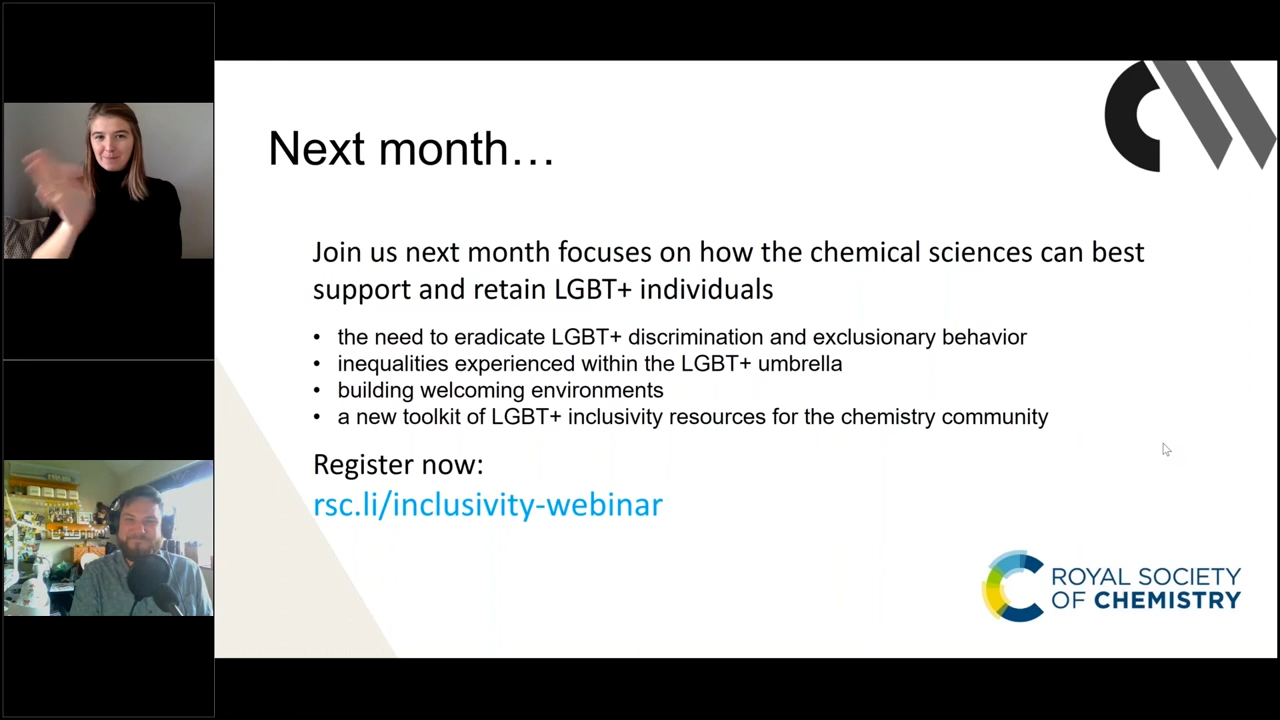 Next month…
Join us next month focuses on how the chemical sciences can best
support and retain LGBT+ individuals
• the need to eradicate LGBT+ discrimination and exclusionary behavior
• inequalities experienced within the LGBT+ umbrella
• building welcoming environments
• a new toolkit of LGBT+ inclusivity resources for the chemistry community
Register now:
rsc.li/inclusivity-webinar
ROYAL SOCIETY
OF CHEMISTRY